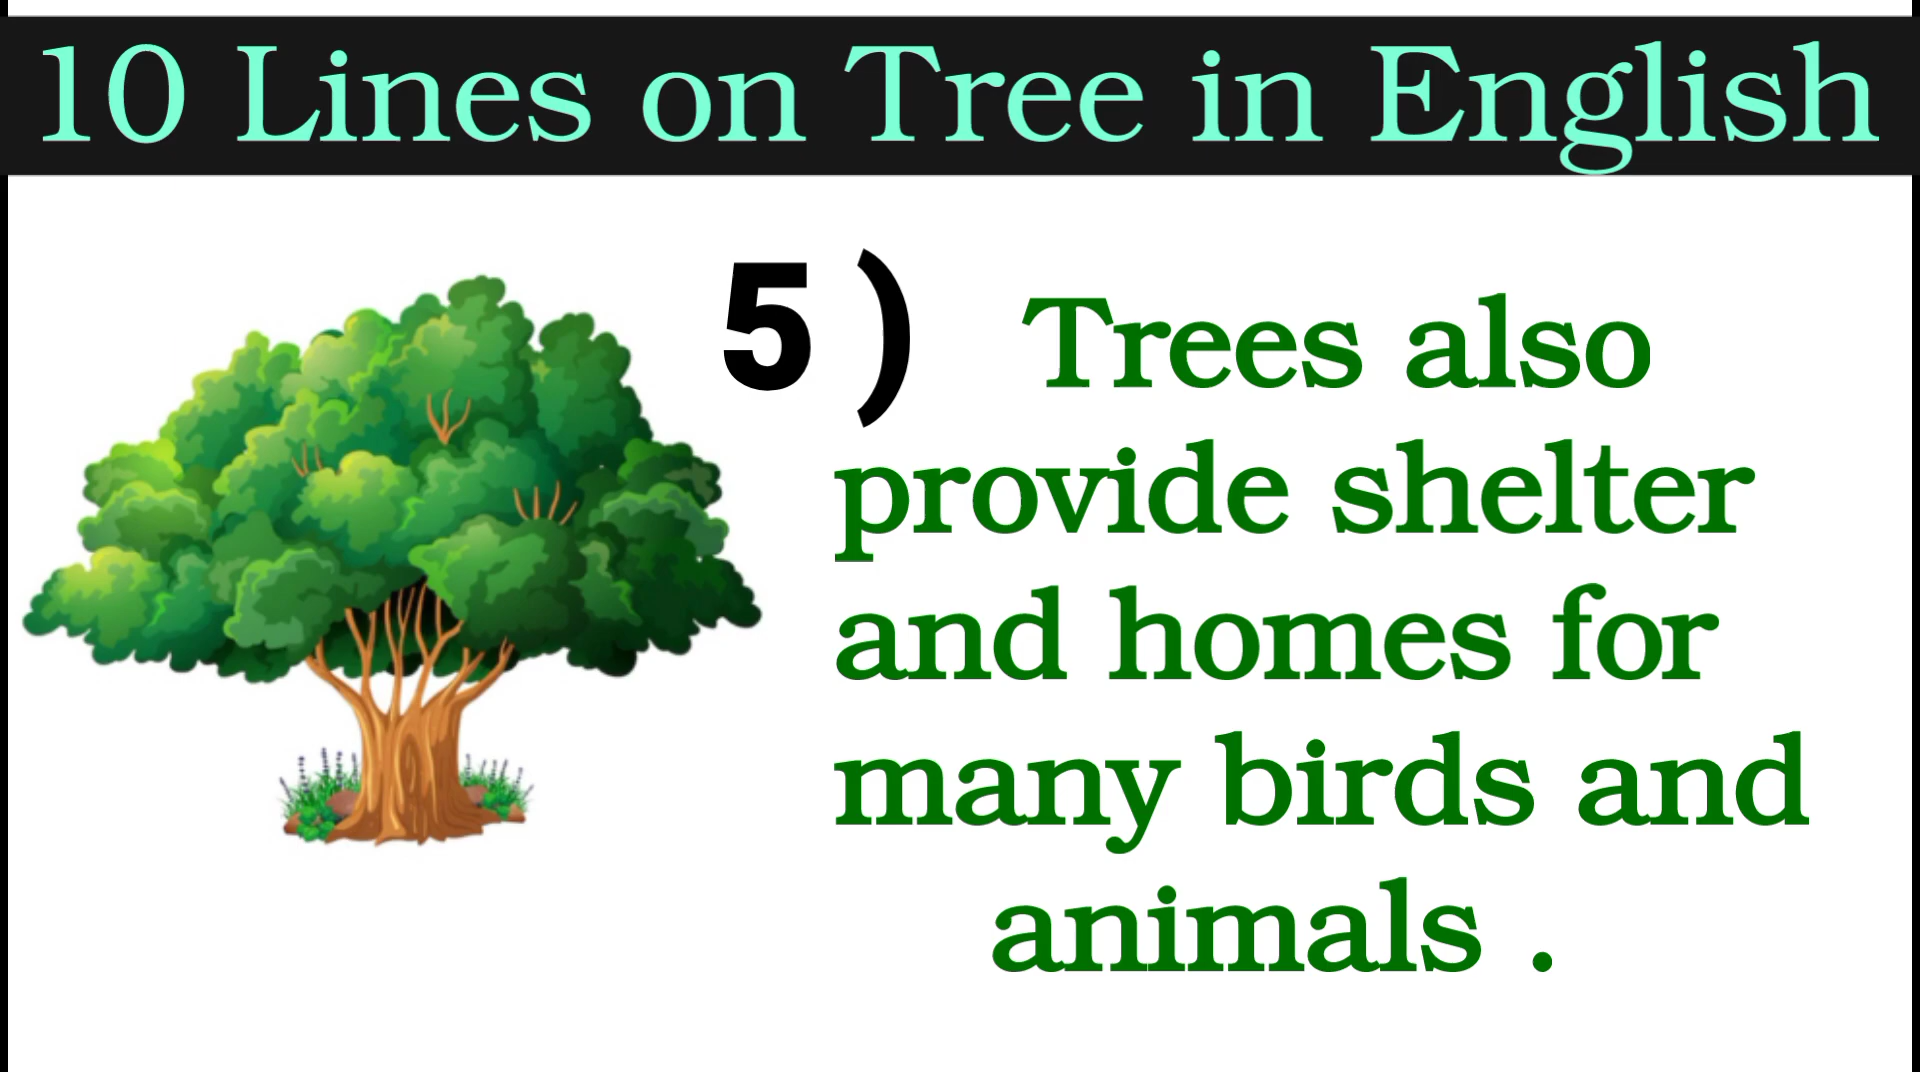 10 Lines on Tree in English
5) Trees also
provide shelter
and homes for
many birds and
animals .